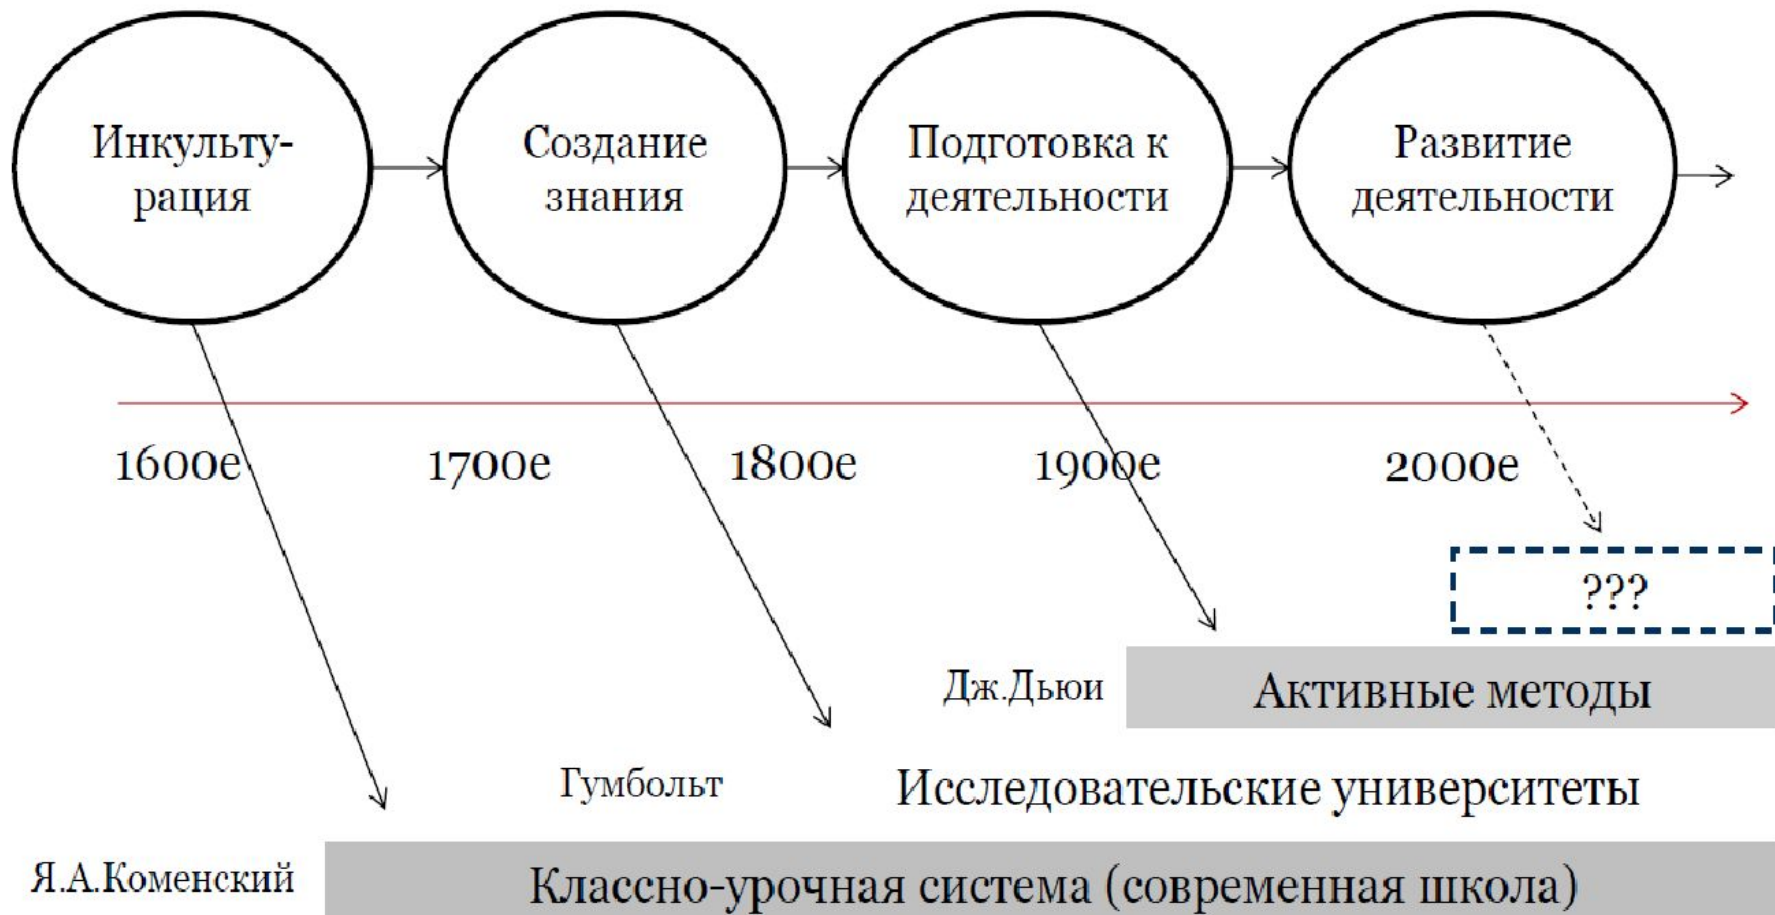 Инкульту-
рация
Создание
знания
Подготовка к
деятельности
Развитие
деятельности
1600е
1700е
1800е
1900е
2000е
???
Дж.Дьюи
Активные методы
Гумбольт
Исследовательские университеты
Я.А.Коменский
Классно-урочная система (современная школа)